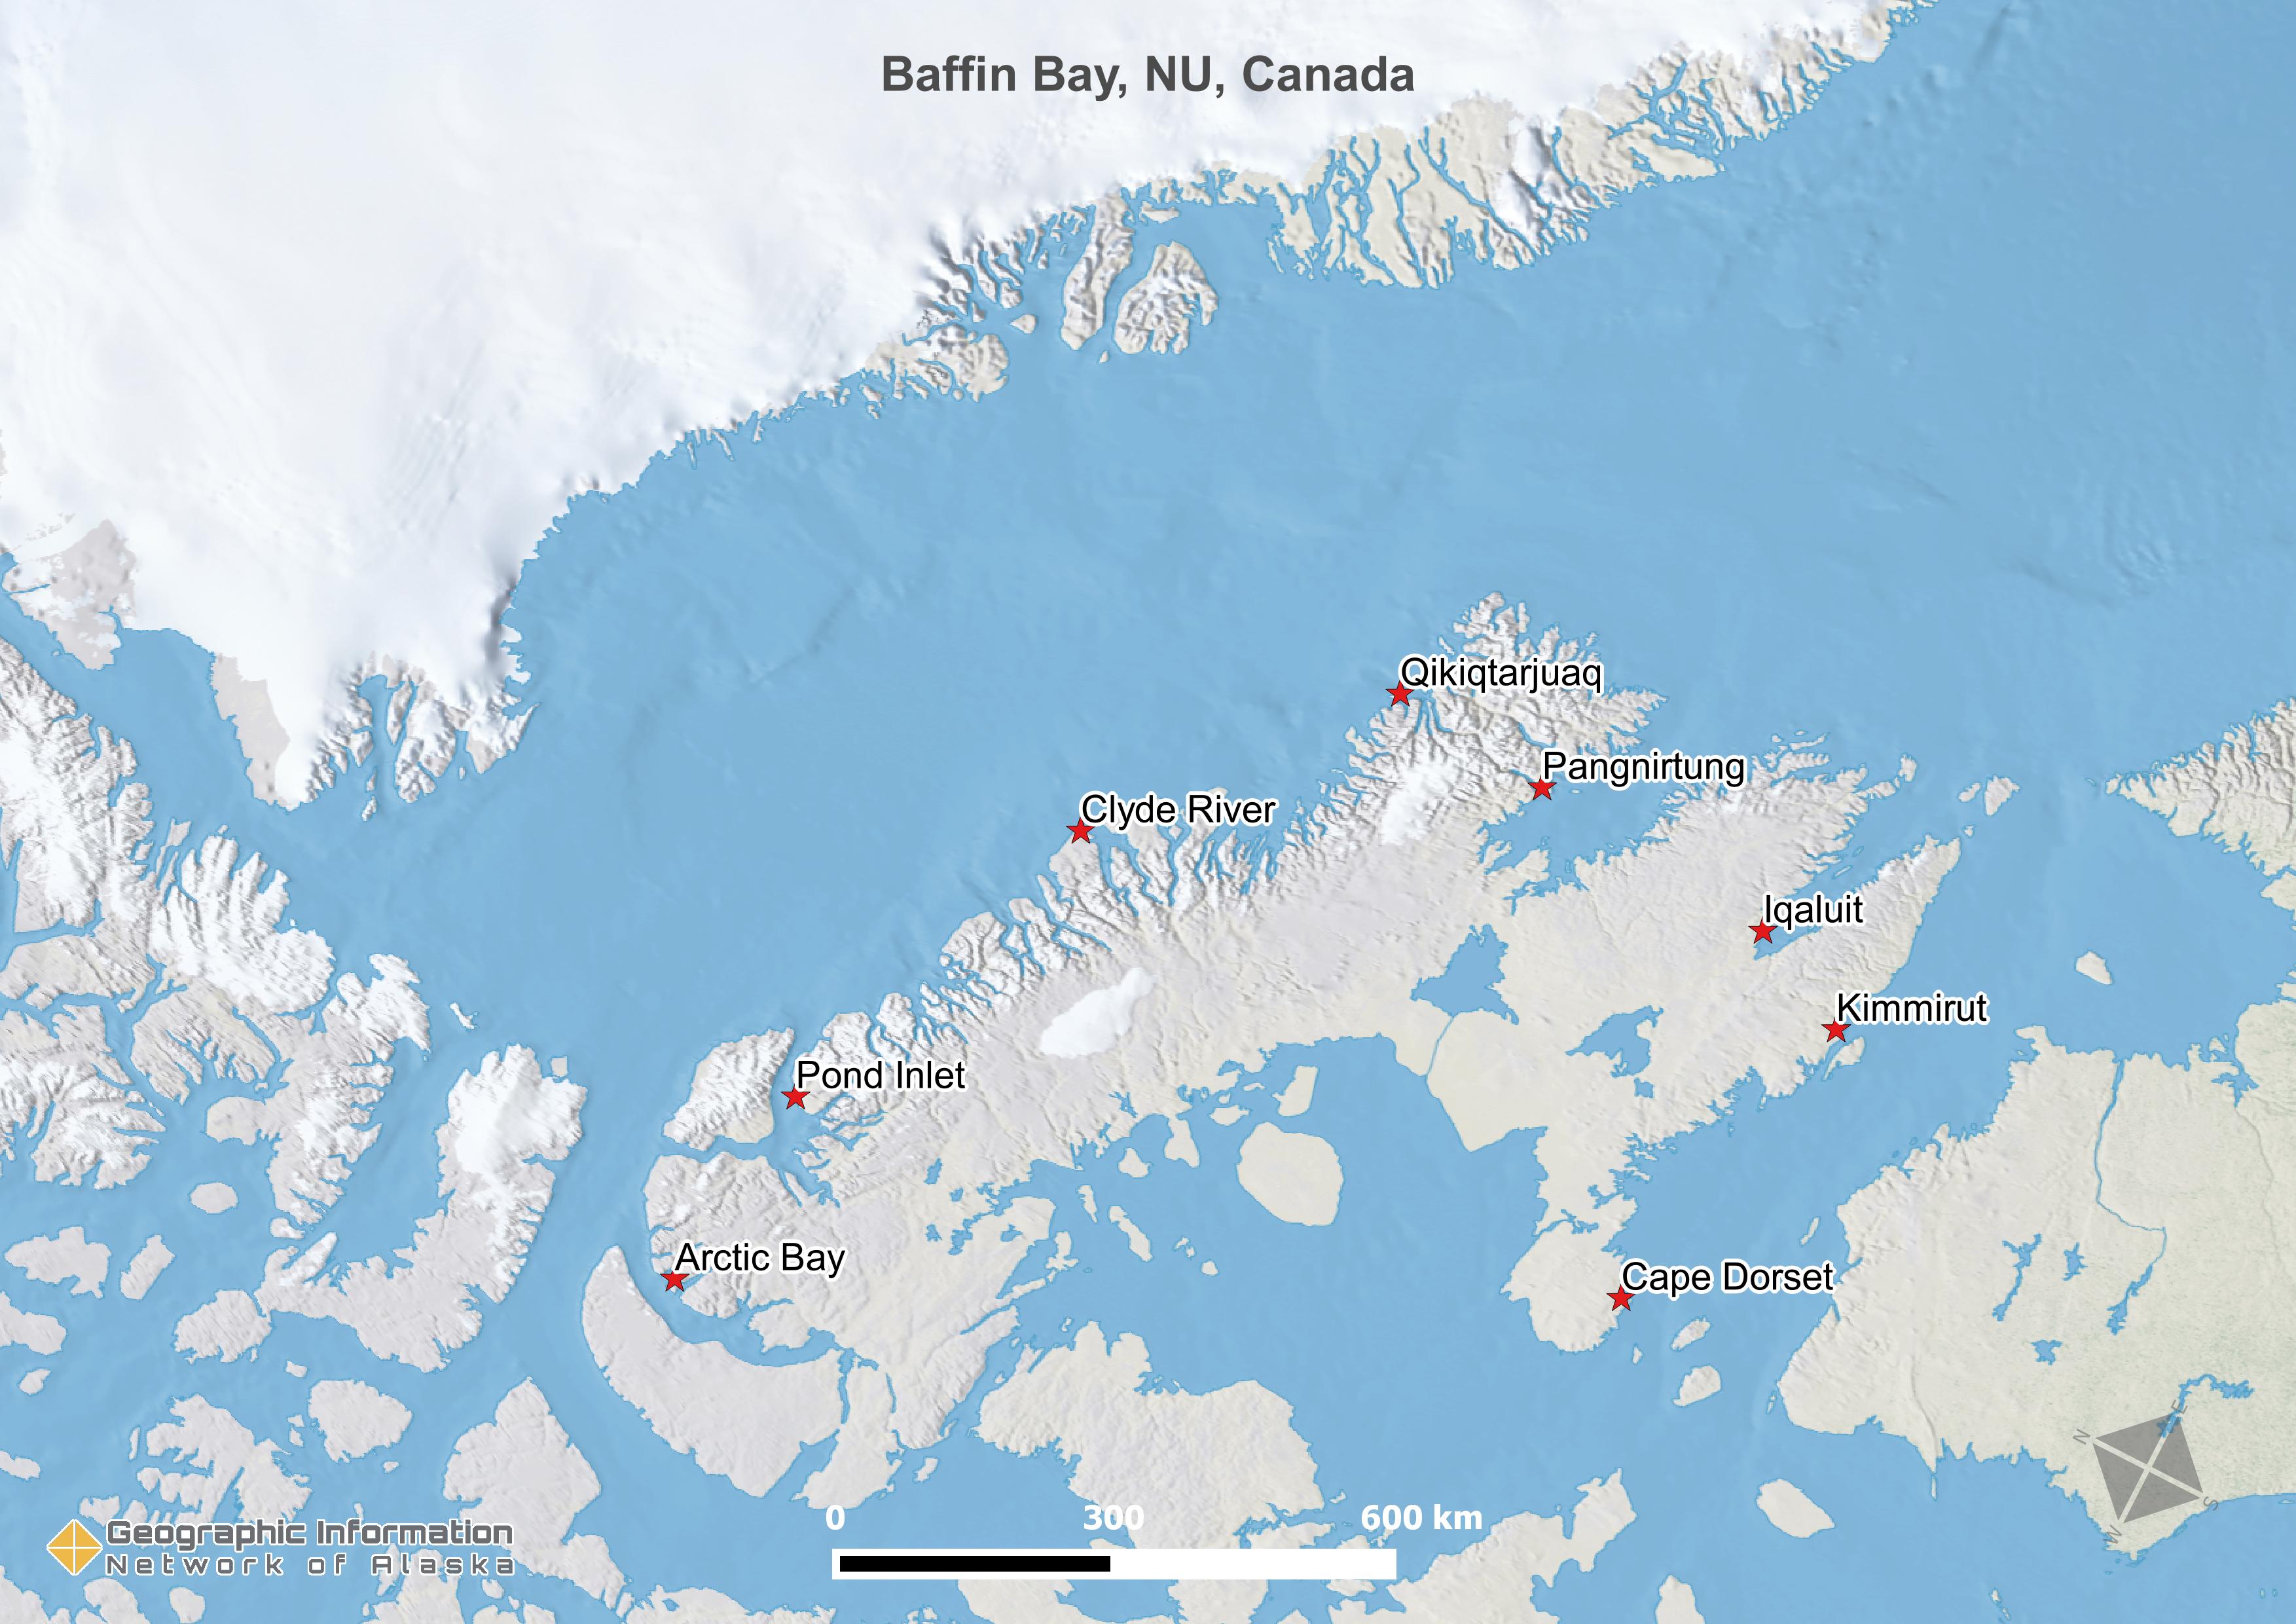 Baffin Bay, NU, Canada
Qikiqtarjuaq
Pangnirtung
Clyde River
Iqaluit
Kimmirut
Pond Inlet
Arctic Bay
Cape Dorset
N
E
S
W
0 300 600 km
Geographic Information
Network of Alaska